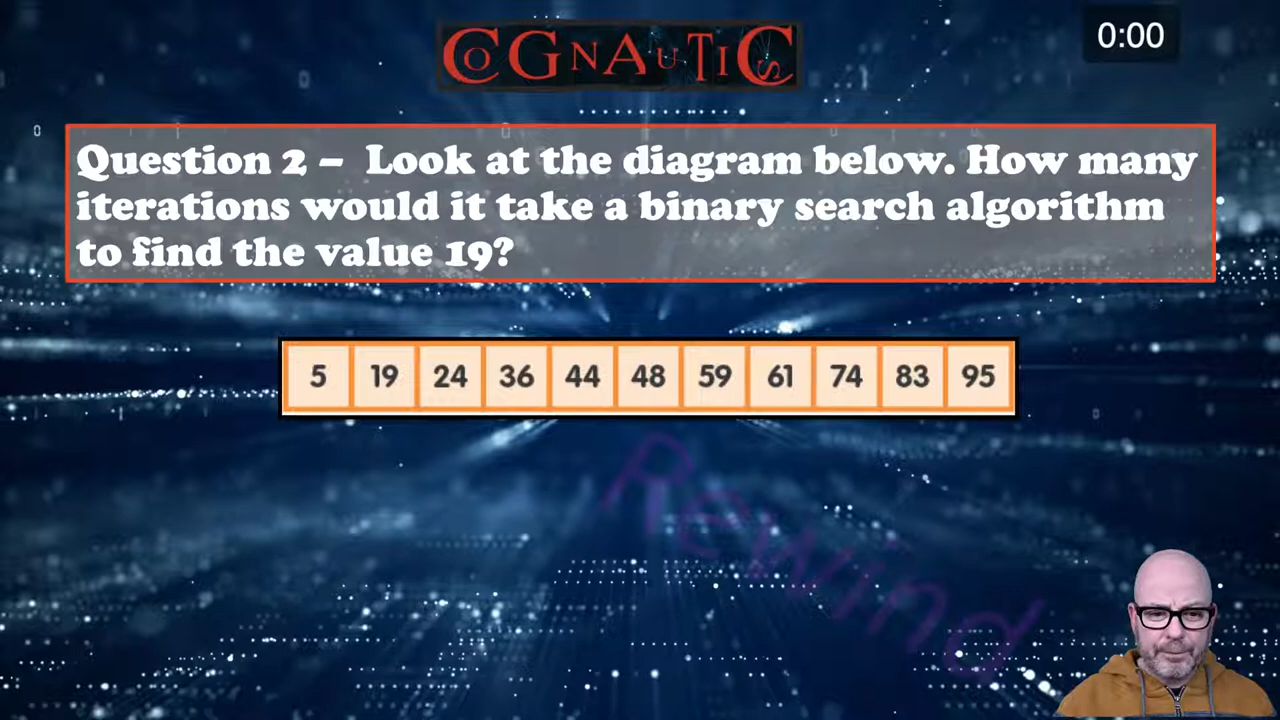 COGNAUTICS
0:00
Question 2 – Look at the diagram below. How many
iterations would it take a binary search algorithm
to find the value 19?
5 19 24 36 44 48 59 61 74 83 95
Rewind